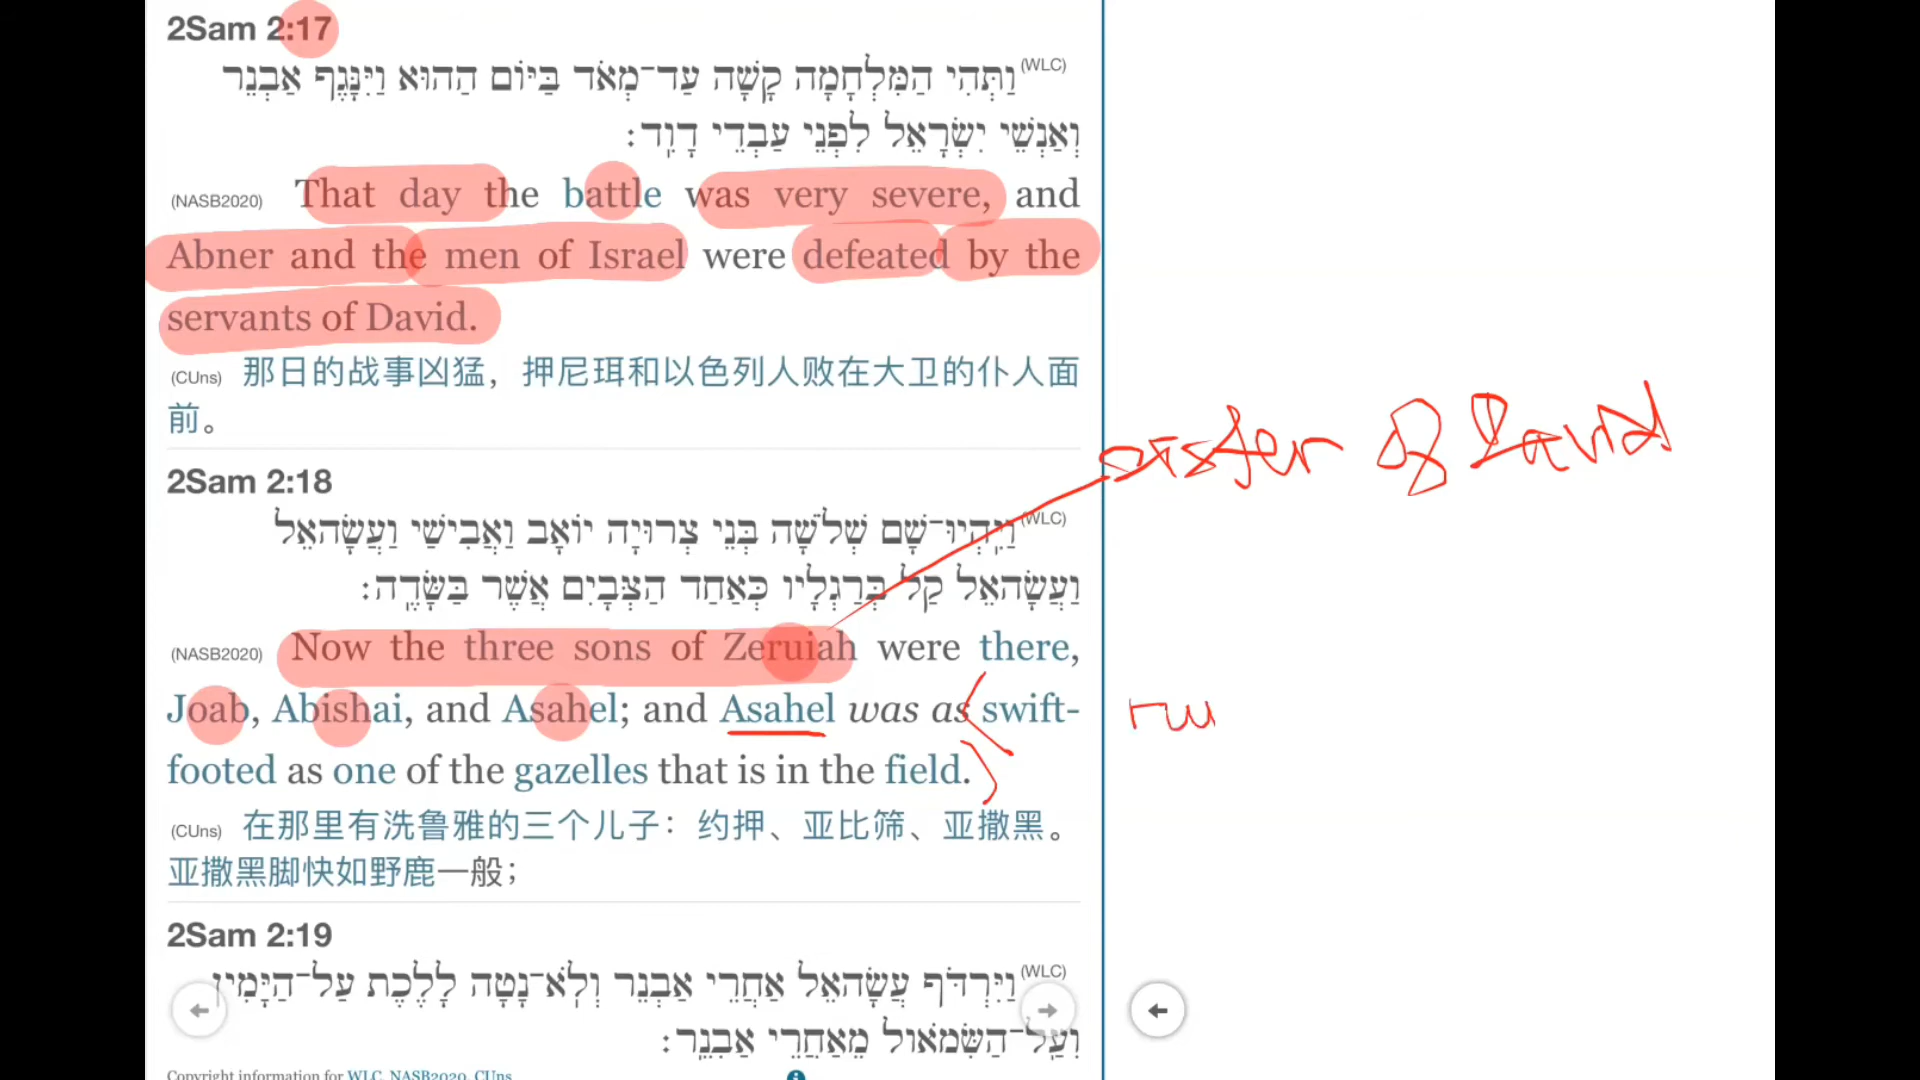 2Sam 2:17
(WLC) וַתְּהִי הַמִּלְחָמָה קָשָׁה עַד־מְאֹד בַּיּוֹם הַהוּא וַיִּנָּגֶף אַבְנֵר
וְאַנְשֵׁי יִשְׂרָאֵל לִפְנֵי עַבְדֵי דָוִֽד׃
(NASB2020) That day the battle was very severe, and
Abner and the men of Israel were defeated by the
servants of David.
(CUns) 那日的战事凶猛，押尼珥和以色列人败在大卫的仆人面
前。
sister of David
2Sam 2:18
(WLC) וַיִּֽהְיוּ־שָׁם שְׁלֹשָׁה בְּנֵי צְרוּיָה יוֹאָב וַאֲבִישַׁי וַעֲשָׂהאֵל
וַעֲשָׂהאֵל קַל בְּרַגְלָיו כְּאַחַד הַצְּבָיִם אֲשֶׁר בַּשָּׂדֶֽה׃
(NASB2020) Now the three sons of Zeruiah were there,
Joab, Abishai, and Asahel; and Asahel was as swift-
footed as one of the gazelles that is in the field.
(CUns) 在那里有洗鲁雅的三个儿子：约押、亚比筛、亚撒黑。
亚撒黑脚快如野鹿一般；
2Sam 2:19
(WLC) וַיִּרְדֹּף עֲשָׂהאֵל אַחֲרֵי אַבְנֵר וְלֹֽא־נָטָה לָלֶכֶת עַל־הַיָּמִין
וְעַֽל־הַשְּׂמֹאול מֵאַחֲרֵי אַבְנֵֽר׃
Copyright information for WLC, NASB2020, CUns